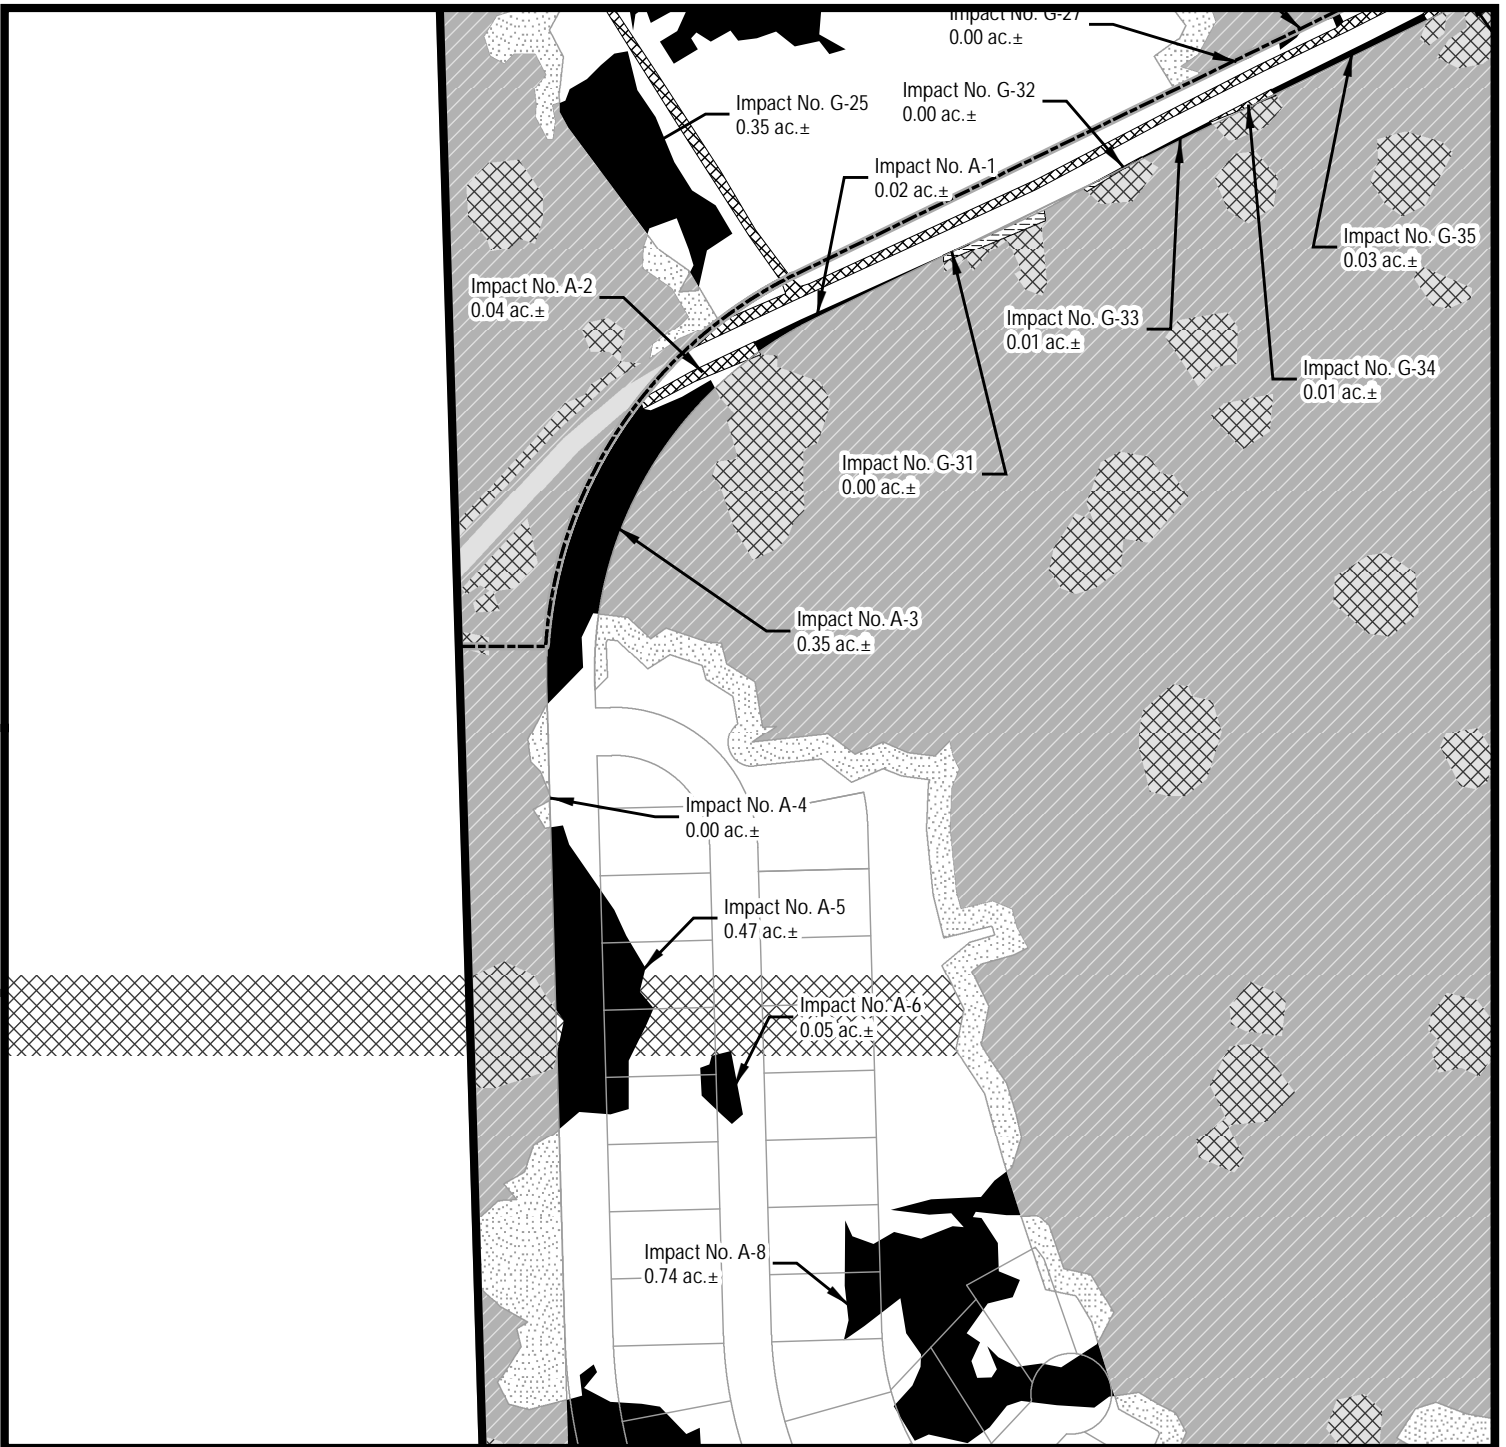 Impact No. G-27
0.00 ac.±
Impact No. G-25
0.35 ac.±
Impact No. G-32
0.00 ac.±
Impact No. A-1
0.02 ac.±
Impact No. G-35
0.03 ac.±
Impact No. A-2
0.04 ac.±
Impact No. G-33
0.01 ac.±
Impact No. G-34
0.01 ac.±
Impact No. G-31
0.00 ac.±
Impact No. A-3
0.35 ac.±
Impact No. A-4
0.00 ac.±
Impact No. A-5
0.47 ac.±
Impact No. A-6
0.05 ac.±
Impact No. A-8
0.74 ac.±